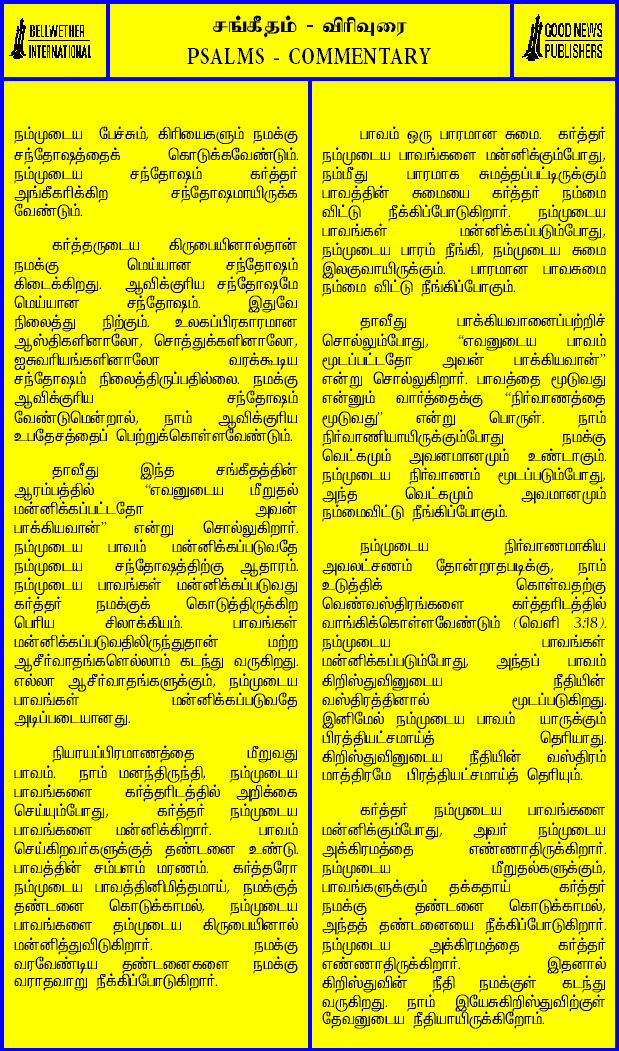 BELLWETHER
INTERNATIONAL
சங்கீதம் - விரிவுரை
PSALMS - COMMENTARY
GOOD NEWS
PUBLISHERS
நம்முடைய பேச்சும், கிரியைகளும் நமக்கு
சந்தோஷத்தைக் கொடுக்கவேண்டும்.
நம்முடைய சந்தோஷம் கர்த்தர்
அங்கீகரிக்கிற சந்தோஷமாயிருக்க
வேண்டும்.
கர்த்தருடைய கிருபையினால்தான்
நமக்கு மெய்யான சந்தோஷம்
கிடைக்கிறது. ஆவிக்குரிய சந்தோஷமே
மெய்யான சந்தோஷம். இதுவே
நிலைத்து நிற்கும். உலகப்பிரகாரமான
ஆஸ்திகளினாலோ, சொத்துக்களினாலோ,
ஐசுவரியங்களினாலோ வரக்கூடிய
சந்தோஷம் நிலைத்திருப்பதில்லை. நமக்கு
ஆவிக்குரிய சந்தோஷம்
வேண்டுமென்றால், நாம் ஆவிக்குரிய
உபதேசத்தைப் பெற்றுக்கொள்ளவேண்டும்.
தாவீது இந்த சங்கீதத்தின்
ஆரம்பத்தில் “எவனுடைய மீறுதல்
மன்னிக்கப்பட்டதோ அவன்
பாக்கியவான்” என்று சொல்லுகிறார்.
நம்முடைய பாவம் மன்னிக்கப்படுவதே
நம்முடைய சந்தோஷத்திற்கு ஆதாரம்.
நம்முடைய பாவங்கள் மன்னிக்கப்படுவது
கர்த்தர் நமக்குக் கொடுத்திருக்கிற
பெரிய சிலாக்கியம். பாவங்கள்
மன்னிக்கப்படுவதிலிருந்துதான் மற்ற
ஆசீர்வாதங்களெல்லாம் கடந்து வருகிறது.
எல்லா ஆசீர்வாதங்களுக்கும், நம்முடைய
பாவங்கள் மன்னிக்கப்படுவதே
அடிப்படையானது.
நியாயப்பிரமாணத்தை மீறுவது
பாவம். நாம் மனந்திருந்தி, நம்முடைய
பாவங்களை கர்த்தரிடத்தில் அறிக்கை
செய்யும்போது, கர்த்தர் நம்முடைய
பாவங்களை மன்னிக்கிறார். பாவம்
செய்கிறவர்களுக்குத் தண்டனை உண்டு.
பாவத்தின் சம்பளம் மரணம். கர்த்தரோ
நம்முடைய பாவத்தினிமித்தமாய், நமக்குத்
தண்டனை கொடுக்காமல், நம்முடைய
பாவங்களை தம்முடைய கிருபையினால்
மன்னித்துவிடுகிறார். நமக்கு
வரவேண்டிய தண்டனைகளை நமக்கு
வராதவாறு நீக்கிப்போடுகிறார்.
பாவம் ஒரு பாரமான சுமை. கர்த்தர்
நம்முடைய பாவங்களை மன்னிக்கும்போது,
நம்மீது பாரமாக சுமத்தப்பட்டிருக்கும்
பாவத்தின் சுமையை கர்த்தர் நம்மை
விட்டு நீக்கிப்போடுகிறார். நம்முடைய
பாவங்கள் மன்னிக்கப்படும்போது,
நம்முடைய பாரம் நீங்கி, நம்முடைய சுமை
இலகுவாயிருக்கும். பாரமான பாவசுமை
நம்மை விட்டு நீங்கிப்போகும்.
தாவீது பாக்கியவானைப்பற்றிச்
சொல்லும்போது, “எவனுடைய பாவம்
மூடப்பட்டதோ அவன் பாக்கியவான்”
என்று சொல்லுகிறார். பாவத்தை மூடுவது
என்னும் வார்த்தைக்கு “நிர்வாணத்தை
மூடுவது” என்று பொருள். நாம்
நிர்வாணியாயிருக்கும்போது நமக்கு
வெட்கமும் அவனமானமும் உண்டாகும்.
நம்முடைய நிர்வாணம் மூடப்படும்போது,
அந்த வெட்கமும் அவமானமும்
நம்மைவிட்டு நீங்கிப்போகும்.
நம்முடைய நிர்வாணமாகிய
அவலட்சணம் தோன்றாதபடிக்கு, நாம்
உடுத்திக் கொள்வதற்கு
வெண்வஸ்திரங்களை கர்த்தரிடத்தில்
வாங்கிக்கொள்ளவேண்டும் (வெளி 3:18).
நம்முடைய பாவங்கள்
மன்னிக்கப்படும்போது, அந்தப் பாவம்
கிறிஸ்துவினுடைய நீதியின்
வஸ்திரத்தினால் மூடப்படுகிறது.
இனிமேல் நம்முடைய பாவம் யாருக்கும்
பிரத்தியட்சமாய்த் தெரியாது.
கிறிஸ்துவினுடைய நீதியின் வஸ்திரம்
மாத்திரமே பிரத்தியட்சமாய்த் தெரியும்.
கர்த்தர் நம்முடைய பாவங்களை
மன்னிக்கும்போது, அவர் நம்முடைய
அக்கிரமத்தை எண்ணாதிருக்கிறார்.
நம்முடைய மீறுதல்களுக்கும்,
பாவங்களுக்கும் தக்கதாய் கர்த்தர்
நமக்கு தண்டனை கொடுக்காமல்,
அந்தத் தண்டனையை நீக்கிப்போடுகிறார்.
நம்முடைய அக்கிரமத்தை கர்த்தர்
எண்ணாதிருக்கிறார். இதனால்
கிறிஸ்துவின் நீதி நமக்குள் கடந்து
வருகிறது. நாம் இயேசுகிறிஸ்துவிற்குள்
தேவனுடைய நீதியாயிருக்கிறோம்.